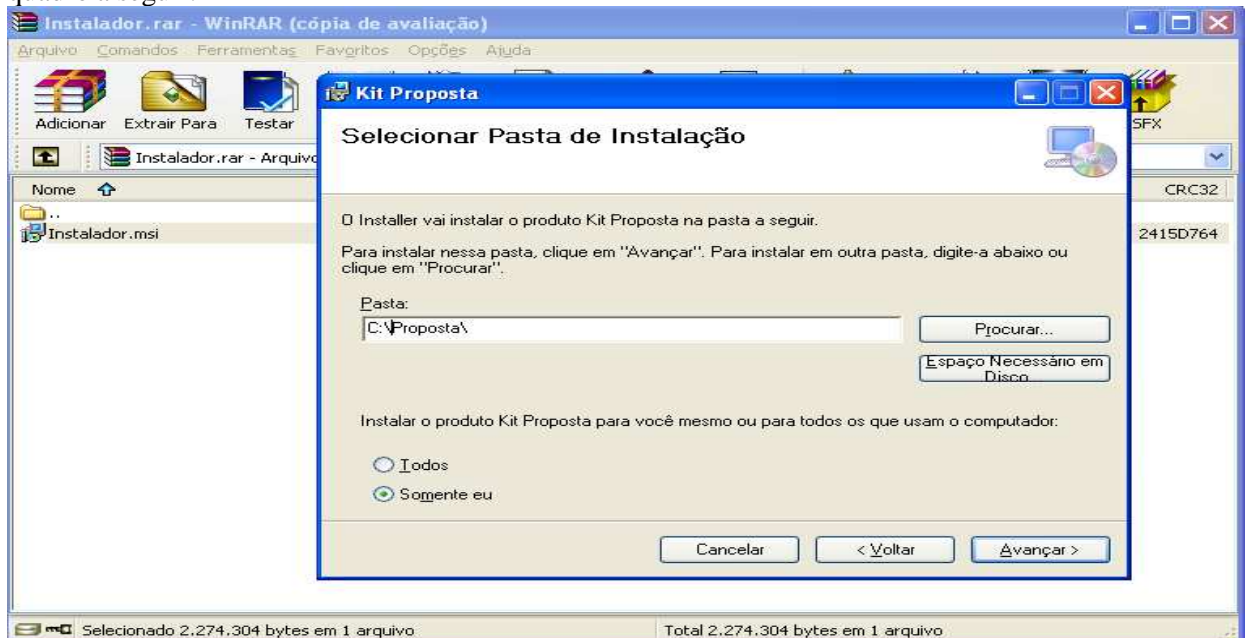 Instalador.rar - WinRAR (cópia de avaliação)
Arquivo Comandos Ferramentas Favoritos Opções Ajuda
Adicionar Extrair Para Testar SFX
Instalador.rar - Arquivo
Nome CRC32
..
Instalador.msi 2415D764
Kit Proposta
Selecionar Pasta de Instalação
O Installer vai instalar o produto Kit Proposta na pasta a seguir.
Para instalar nessa pasta, clique em "Avançar". Para instalar em outra pasta, digite-a abaixo ou
clique em "Procurar".
Pasta:
C:\Proposta\
Procurar...
Espaço Necessário em
Disco
Instalar o produto Kit Proposta para você mesmo ou para todos os que usam o computador:
Todos
Somente eu
Cancelar < Voltar Avançar >
Selecionado 2.274.304 bytes em 1 arquivo Total 2.274.304 bytes em 1 arquivo